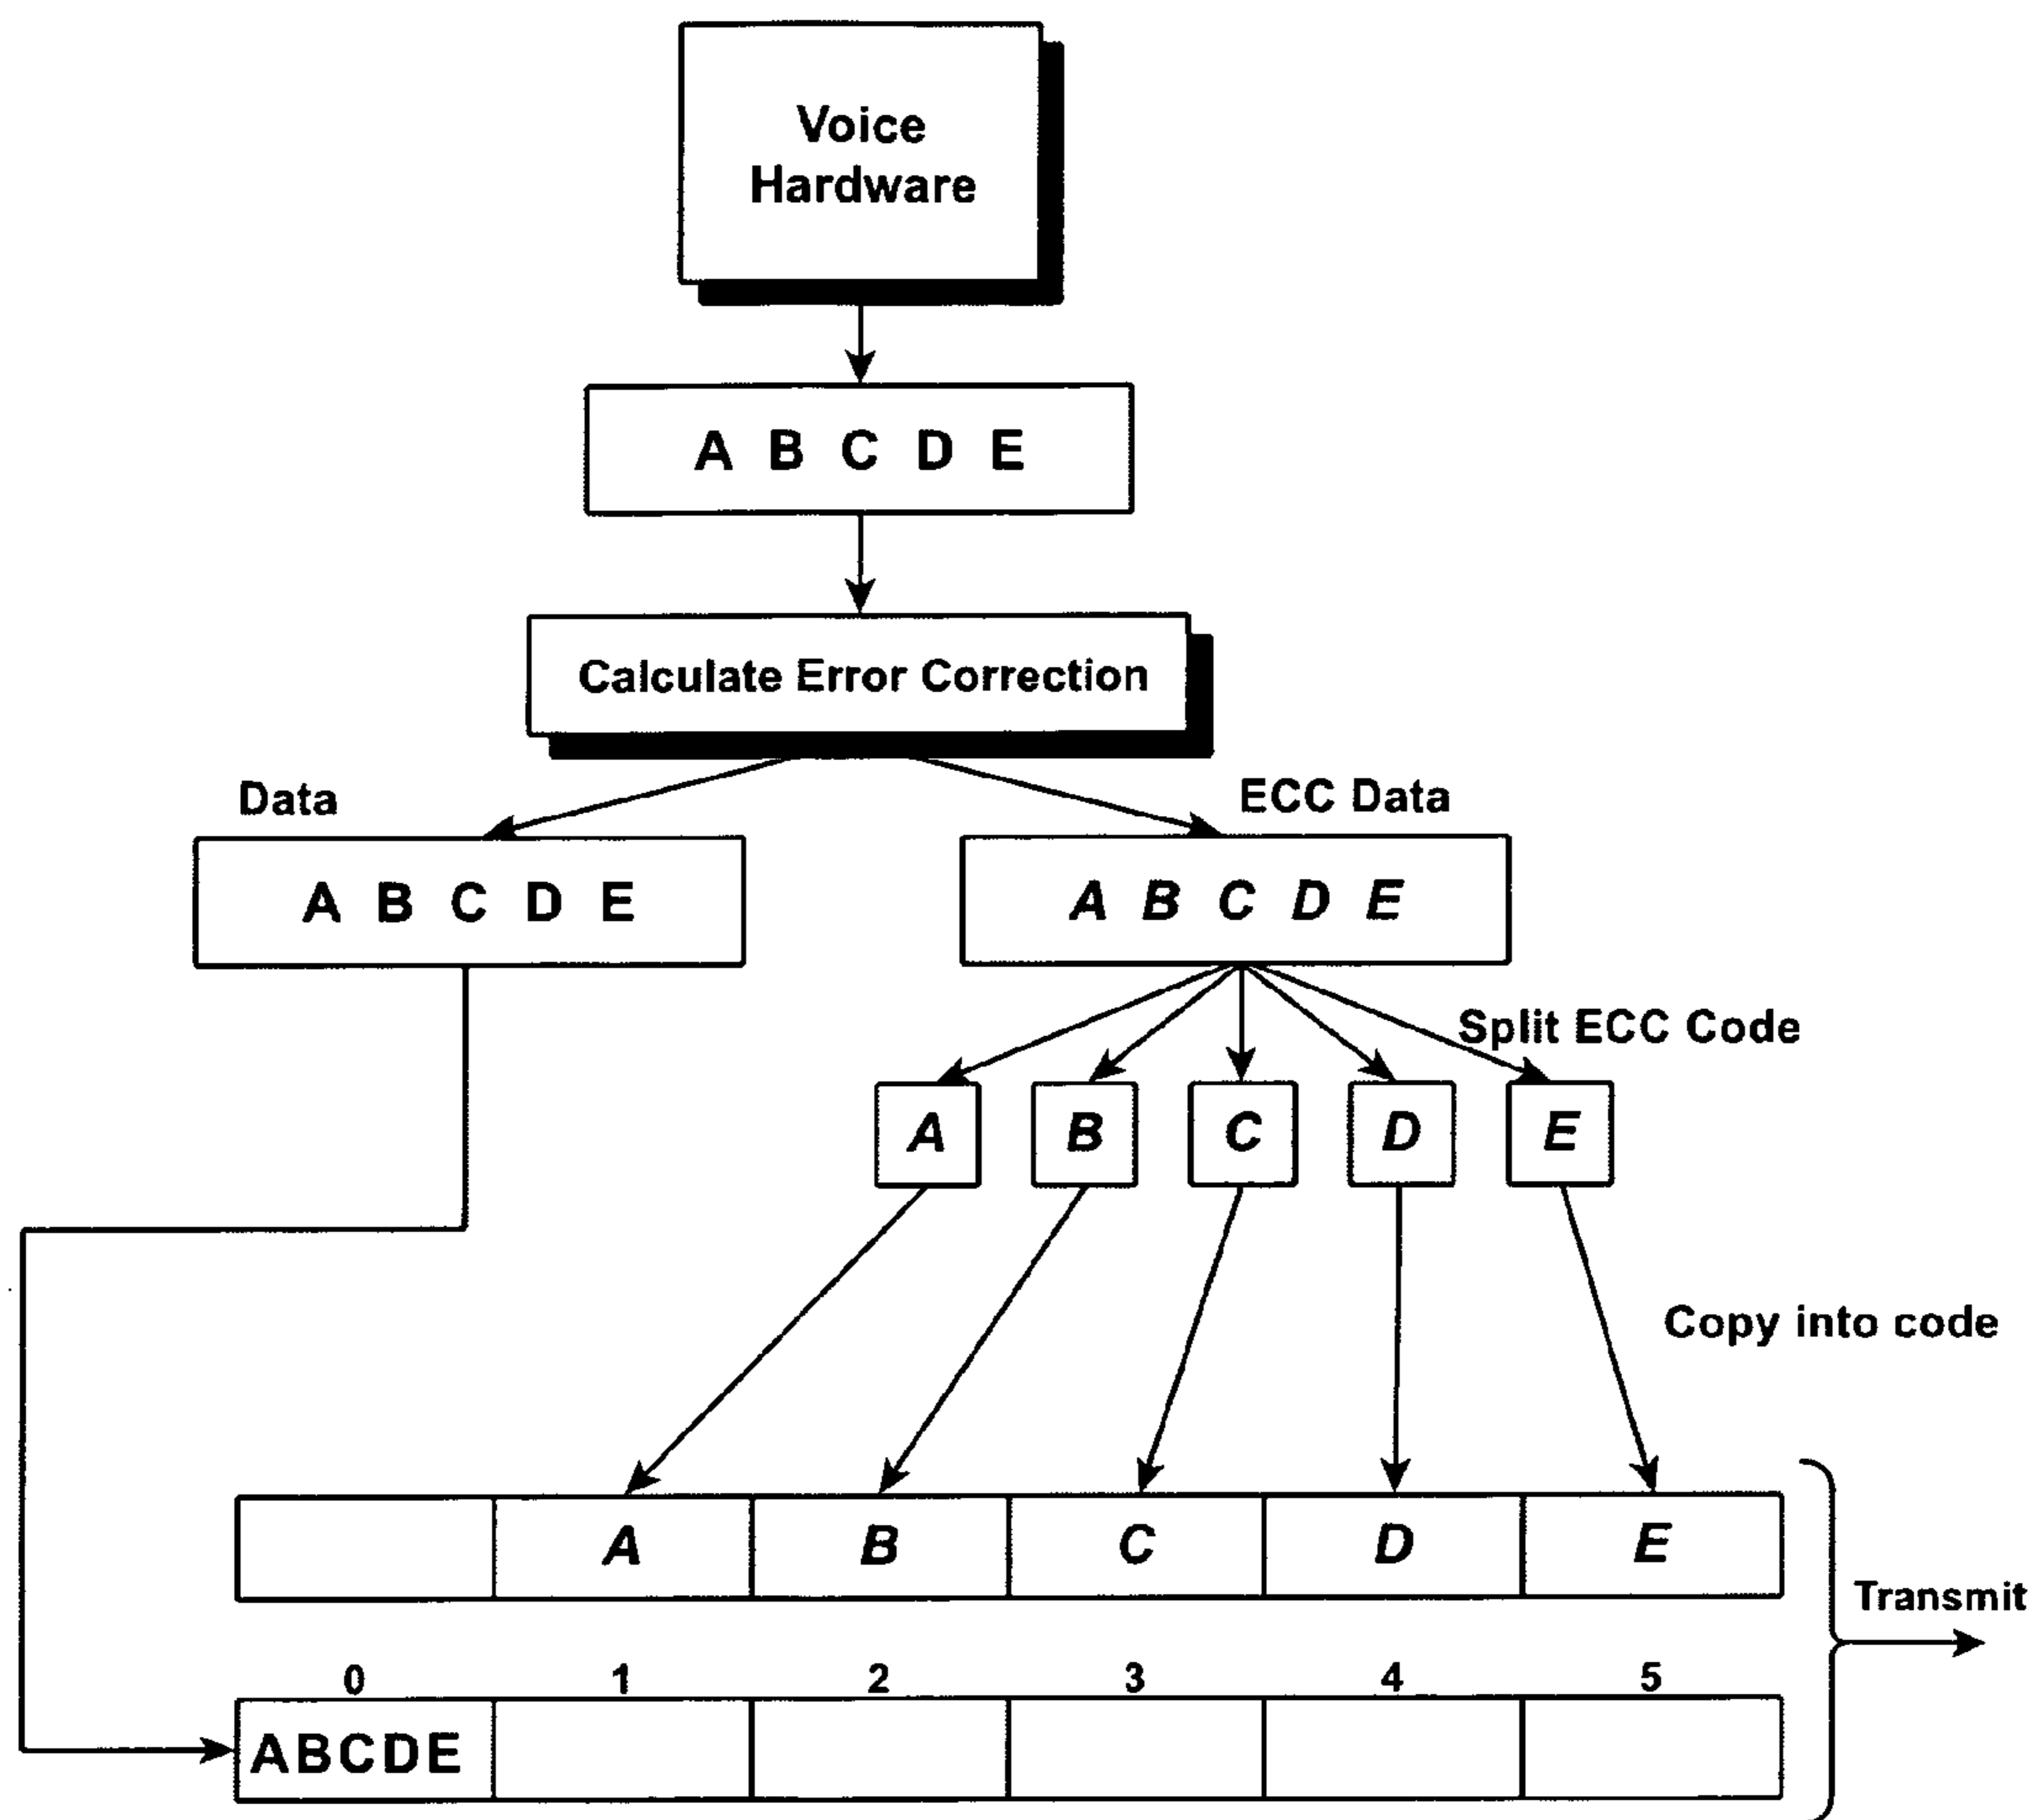 Voice
Hardware
A B C D E
Calculate Error Correction
Data
ECC Data
A B C D E
A B C D E
Split ECC Code
A
B
C
D
E
Copy into code
A
B
C
D
E
Transmit
0 1 2 3 4 5
ABCDE